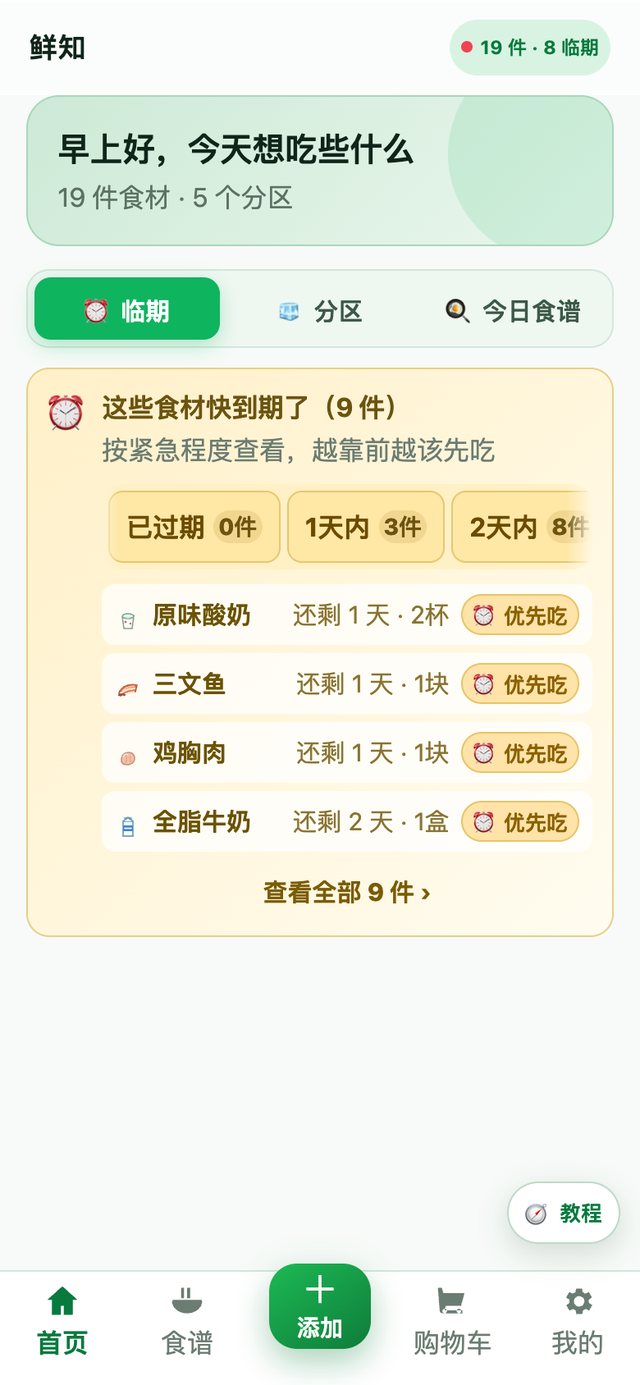 鲜知
19 件 · 8 临期
早上好，今天想吃些什么
19 件食材 · 5 个分区
临期 分区 今日食谱
这些食材快到期了（9 件）
按紧急程度查看，越靠前越该先吃
已过期 0件 1天内 3件 2天内 8件
原味酸奶 还剩 1 天 · 2杯 优先吃
三文鱼 还剩 1 天 · 1块 优先吃
鸡胸肉 还剩 1 天 · 1块 优先吃
全脂牛奶 还剩 2 天 · 1盒 优先吃
查看全部 9 件 ›
教程
添加
首页 食谱 购物车 我的